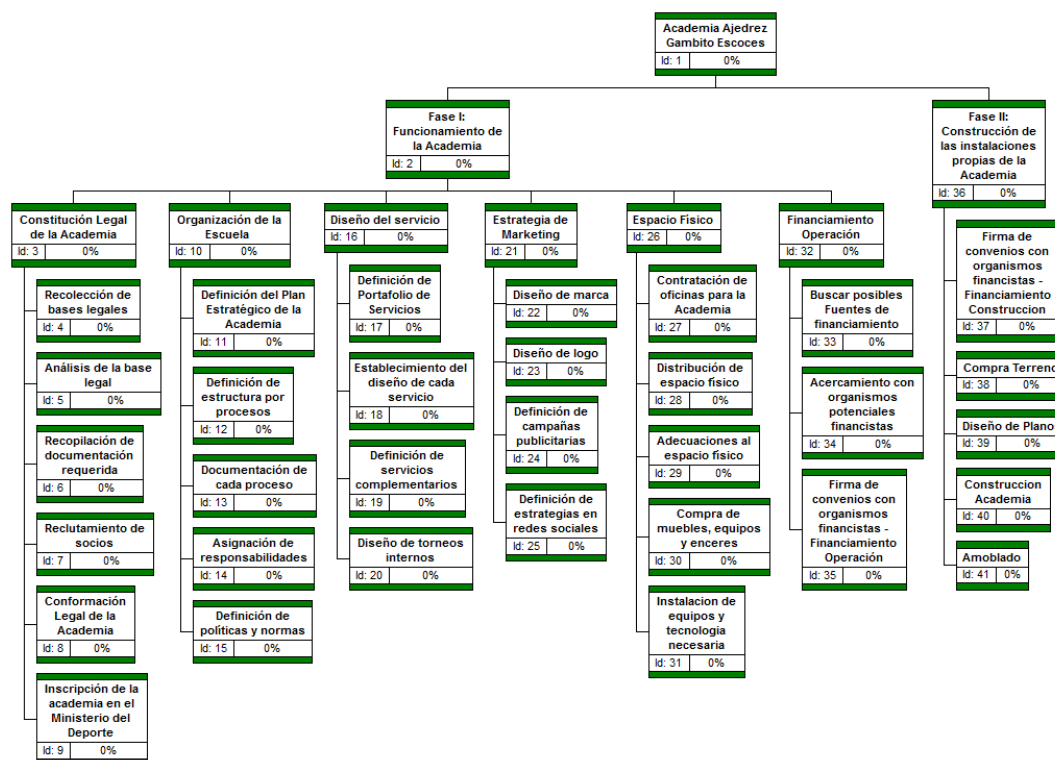 Academia Ajedrez
Gambito Escoces
Id: 1 0%
Fase I:
Funcionamiento de
la Academia
Id: 2 0%
Fase II:
Construcción de
las instalaciones
propias de la
Academia
Id: 36 0%
Constitución Legal
de la Academia
Id: 3 0%
Recolección de
bases legales
Id: 4 0%
Análisis de la base
legal
Id: 5 0%
Recopilación de
documentación
requerida
Id: 6 0%
Reclutamiento de
socios
Id: 7 0%
Conformación
Legal de la
Academia
Id: 8 0%
Inscripción de la
academia en el
Ministerio del
Deporte
Id: 9 0%
Organización de la
Escuela
Id: 10 0%
Definición del Plan
Estratégico de la
Academia
Id: 11 0%
Definición de
estructura por
procesos
Id: 12 0%
Documentación de
cada proceso
Id: 13 0%
Asignación de
responsabilidades
Id: 14 0%
Definición de
políticas y normas
Id: 15 0%
Diseño del servicio
Id: 16 0%
Definición de
Portafolio de
Servicios
Id: 17 0%
Establecimiento del
diseño de cada
servicio
Id: 18 0%
Definición de
servicios
complementarios
Id: 19 0%
Diseño de torneos
internos
Id: 20 0%
Estrategia de
Marketing
Id: 21 0%
Diseño de marca
Id: 22 0%
Diseño de logo
Id: 23 0%
Definición de
campañas
publicitarias
Id: 24 0%
Definición de
estrategias en
redes sociales
Id: 25 0%
Espacio Físico
Id: 26 0%
Contratación de
oficinas para la
Academia
Id: 27 0%
Distribución de
espacio físico
Id: 28 0%
Adecuaciones al
espacio físico
Id: 29 0%
Compra de
muebles, equipos
y enceres
Id: 30 0%
Instalacion de
equipos y
tecnologia
necesaria
Id: 31 0%
Financiamiento
Operación
Id: 32 0%
Buscar posibles
Fuentes de
financiamiento
Id: 33 0%
Acercamiento con
organismos
potenciales
financistas
Id: 34 0%
Firma de
convenios con
organismos
financistas -
Financiamiento
Operación
Id: 35 0%
Firma de
convenios con
organismos
financistas -
Financiamiento
Construccion
Id: 37 0%
Compra Terreno
Id: 38 0%
Diseño de Planos
Id: 39 0%
Construccion
Academia
Id: 40 0%
Amoblado
Id: 41 0%